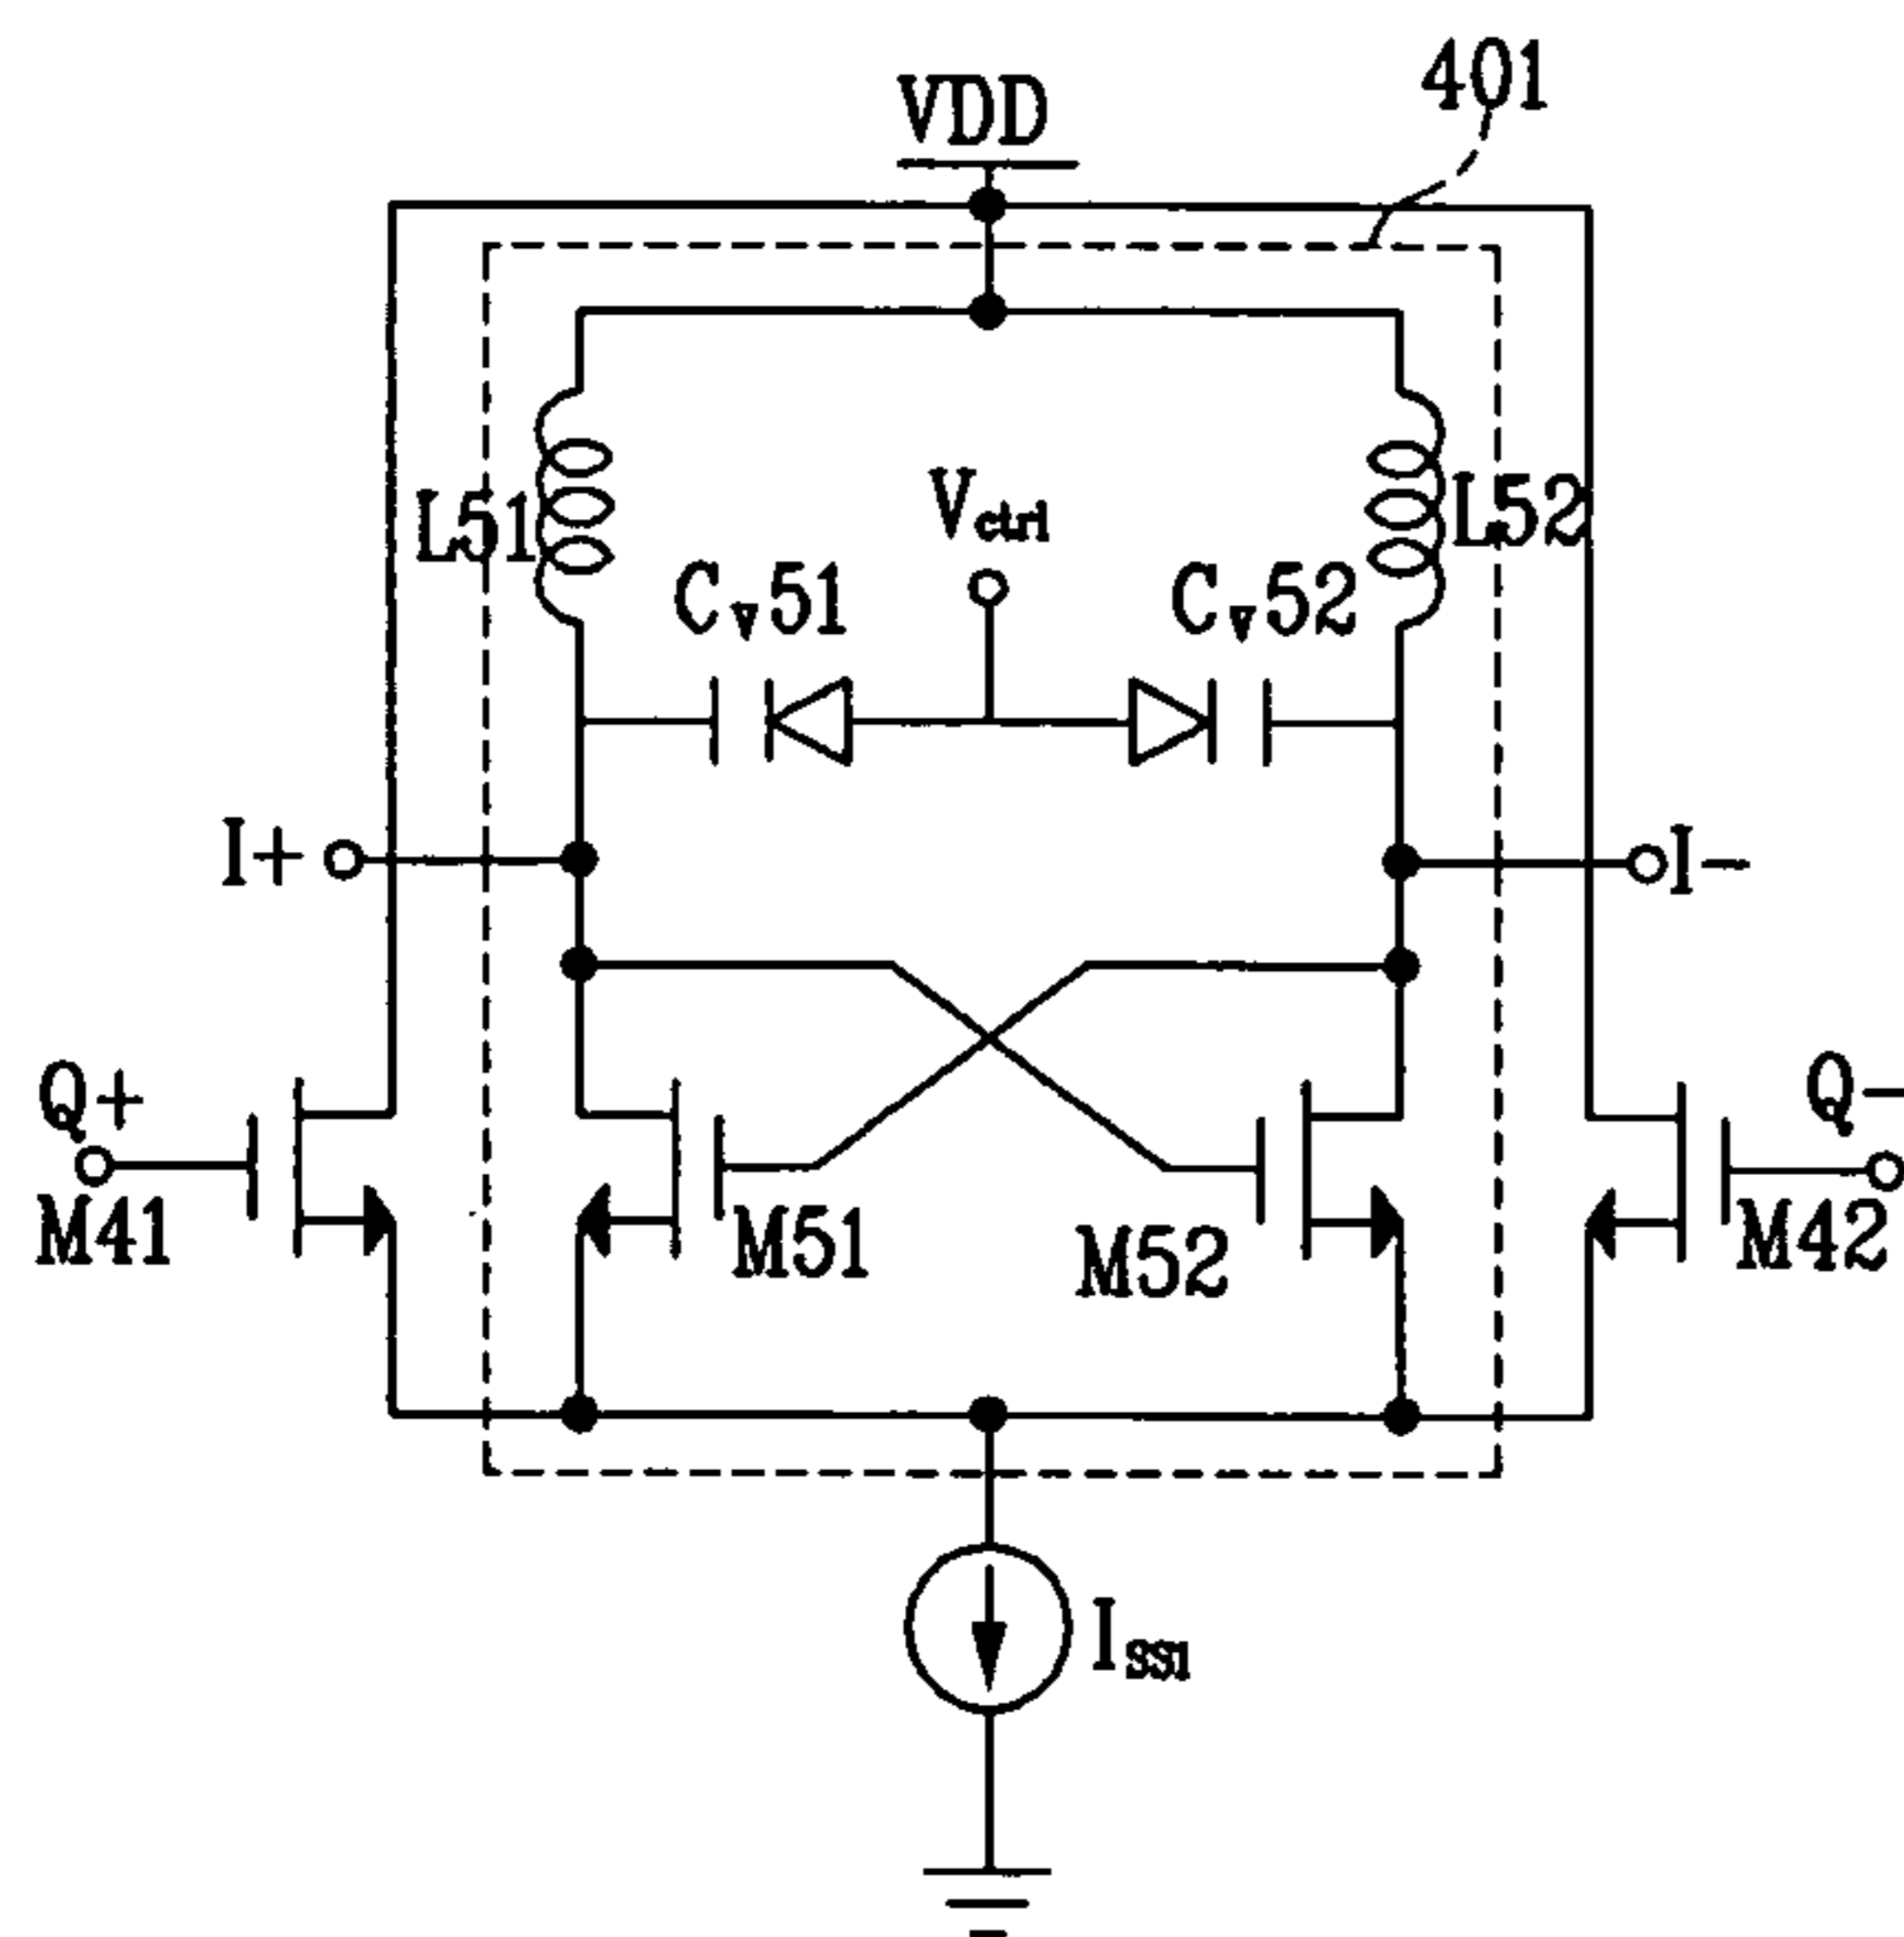 401
VDD
L51
Vctrl
L52
Cv51
Cv52
I+
I-
Q+
Q-
M41
M51
M52
M42
ISS1